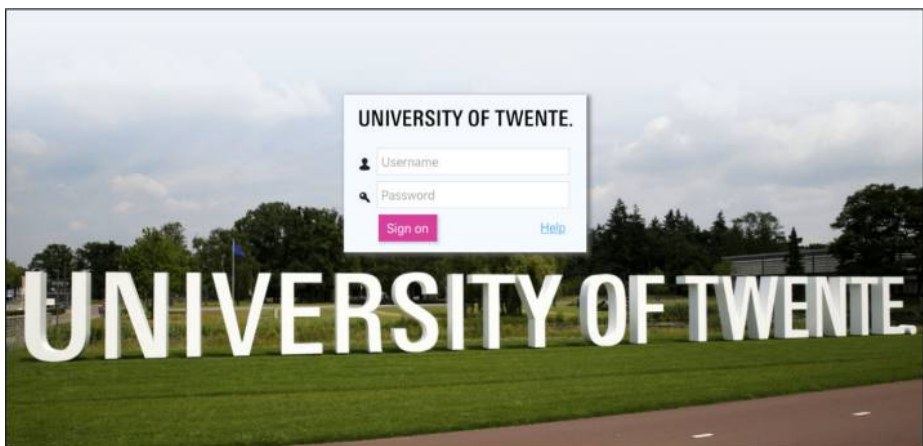 UNIVERSITY OF TWENTE.
Username
Password
Sign on Help
UNIVERSITY OF TWENTE.